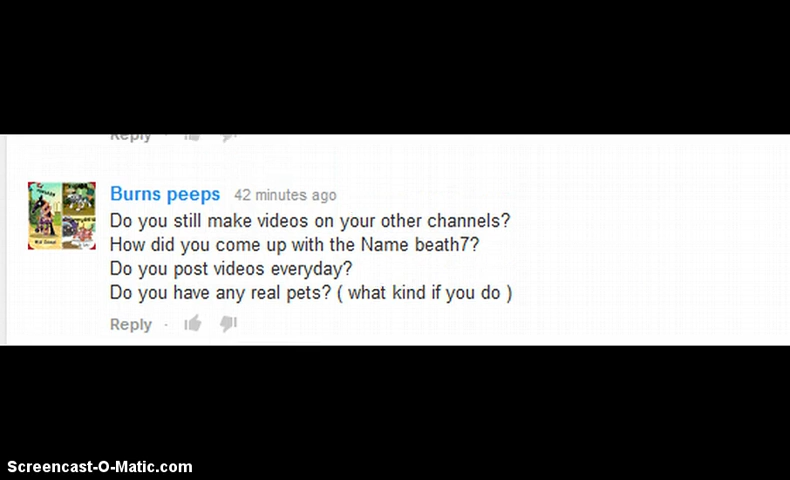 Reply ·
Burns peeps 42 minutes ago
Do you still make videos on your other channels?
How did you come up with the Name beath7?
Do you post videos everyday?
Do you have any real pets? ( what kind if you do )
Reply ·
Screencast-O-Matic.com